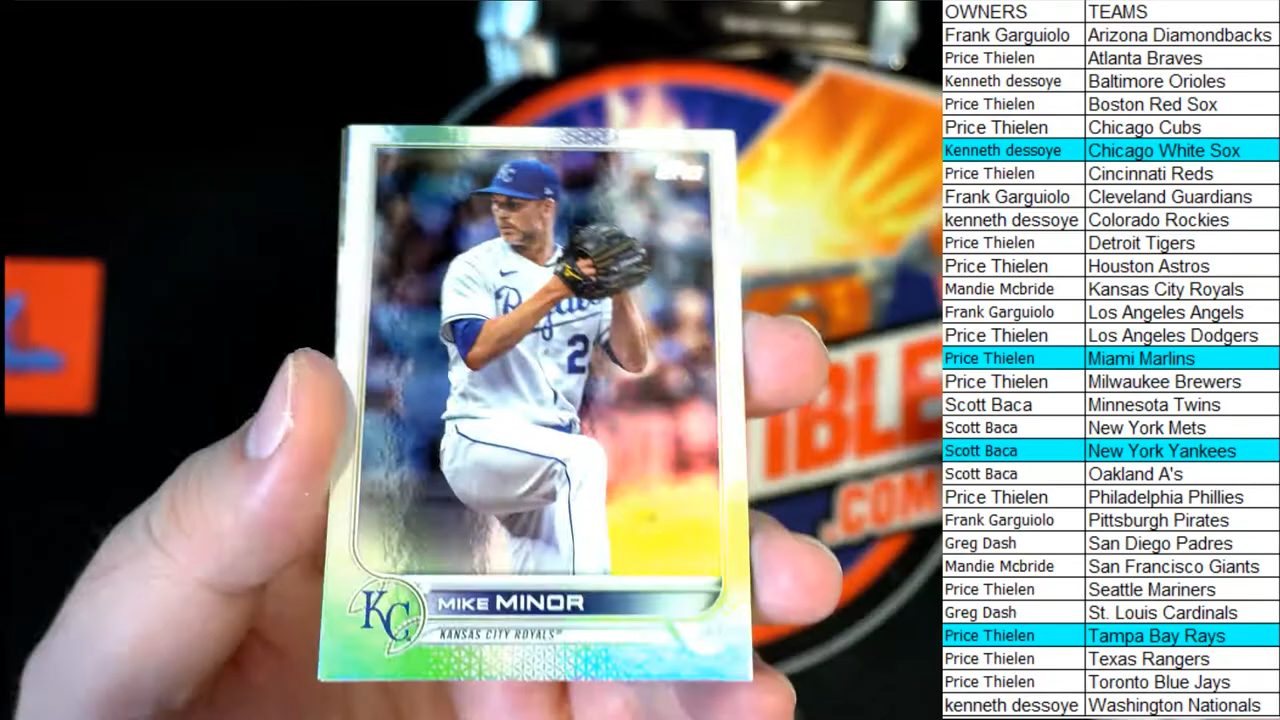 OWNERS TEAMS
Frank Garguiolo Arizona Diamondbacks
Price Thielen Atlanta Braves
Kenneth dessoye Baltimore Orioles
Price Thielen Boston Red Sox
Price Thielen Chicago Cubs
Kenneth dessoye Chicago White Sox
Price Thielen Cincinnati Reds
Frank Garguiolo Cleveland Guardians
kenneth dessoye Colorado Rockies
Price Thielen Detroit Tigers
Price Thielen Houston Astros
Mandie Mcbride Kansas City Royals
Frank Garguiolo Los Angeles Angels
Price Thielen Los Angeles Dodgers
Price Thielen Miami Marlins
Price Thielen Milwaukee Brewers
Scott Baca Minnesota Twins
Scott Baca New York Mets
Scott Baca New York Yankees
Scott Baca Oakland A's
Price Thielen Philadelphia Phillies
Frank Garguiolo Pittsburgh Pirates
Greg Dash San Diego Padres
Mandie Mcbride San Francisco Giants
Price Thielen Seattle Mariners
Greg Dash St. Louis Cardinals
Price Thielen Tampa Bay Rays
Price Thielen Texas Rangers
Price Thielen Toronto Blue Jays
kenneth dessoye Washington Nationals
KC
Royals
2
KC
MIKE MINOR
KANSAS CITY ROYALS
IBLE
.COM